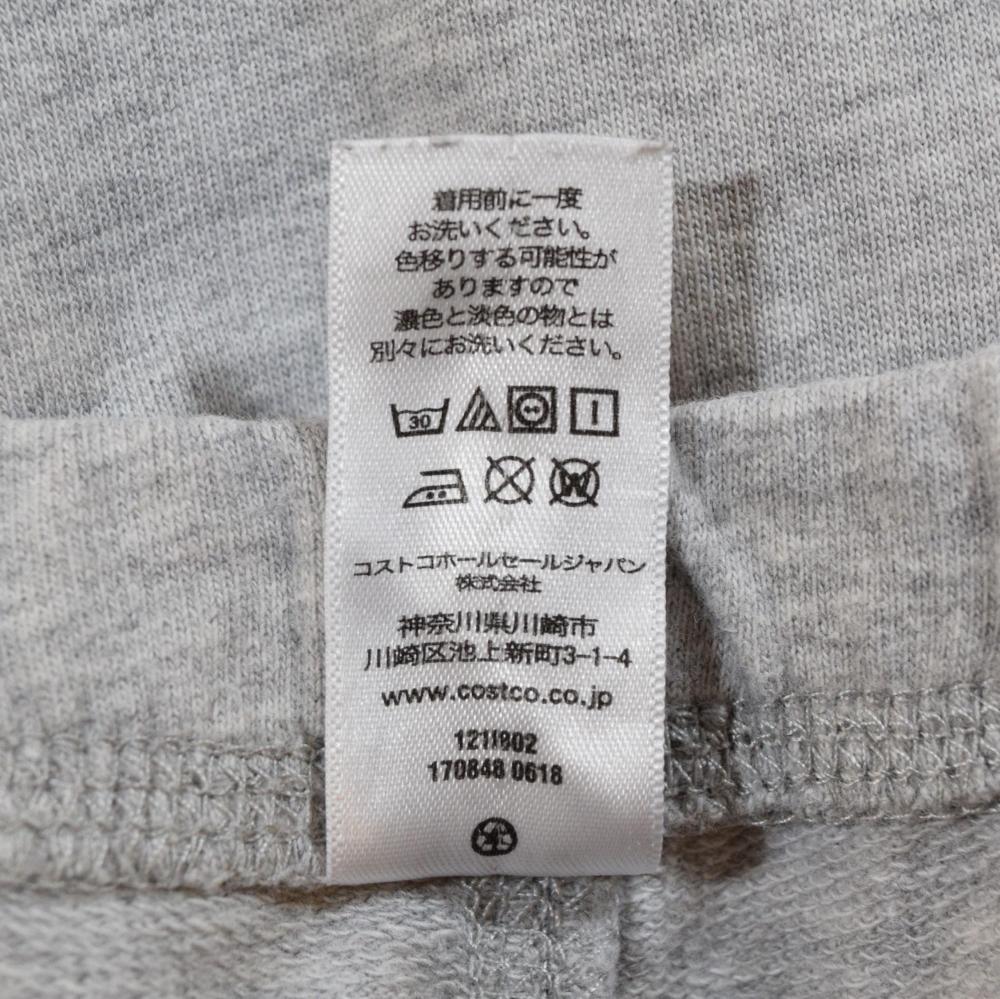 着用前に一度
お洗いください。
色移りする可能性が
ありますので
濃色と淡色の物とは
別々にお洗いください。
30
W
コストコホールセールジャパン
株式会社
神奈川県川崎市
川崎区池上新町3-1-4
www.costco.co.jp
1211802
170848 0618